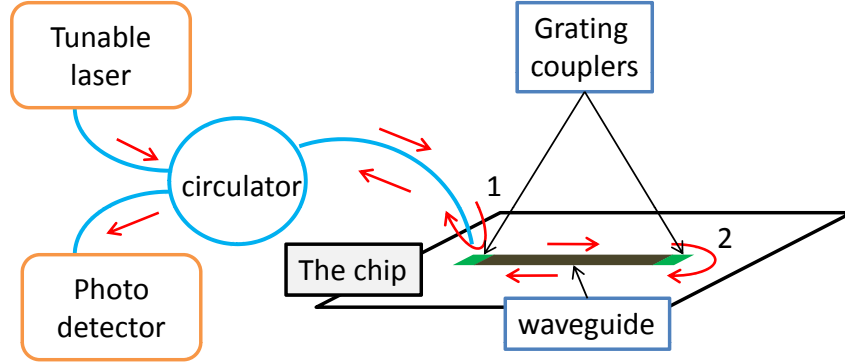 Tunable
laser
Grating
couplers
circulator
1
2
The chip
Photo
detector
waveguide